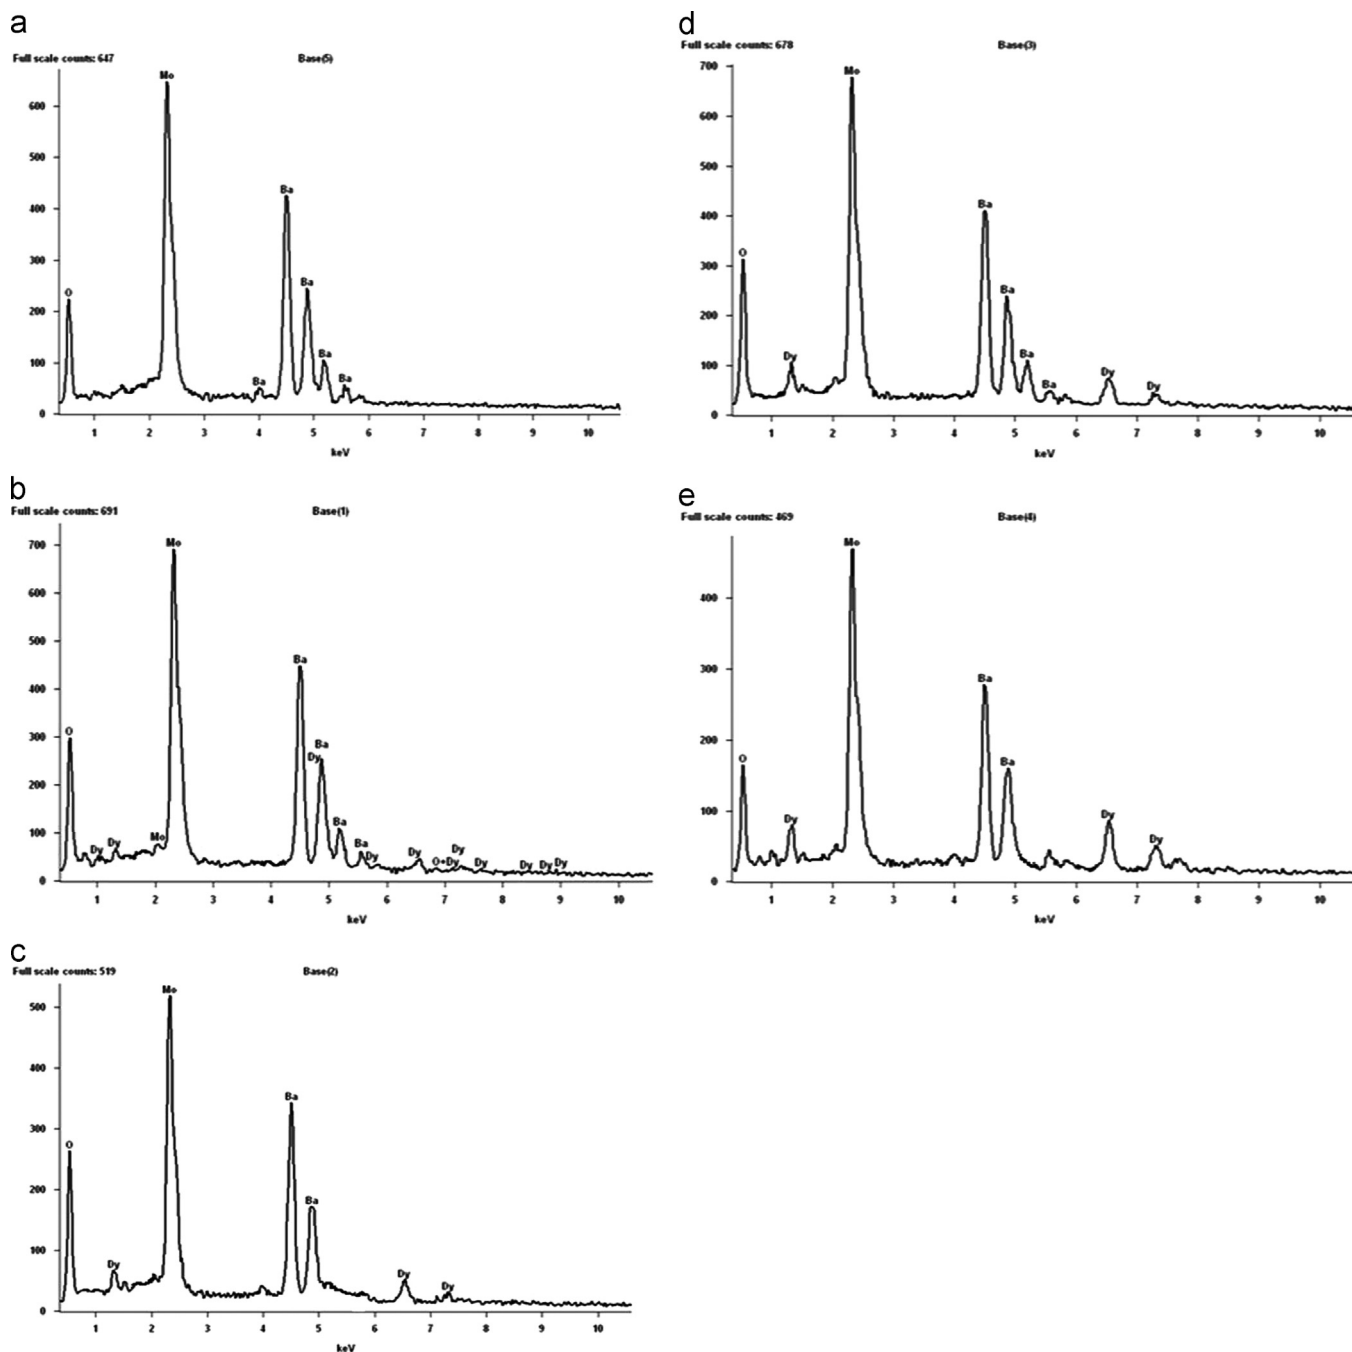 a
Full scale counts: 647 Base(5)
Mo
600
500
400
300
200
100
0
O
Ba
Ba
Ba
Ba
Ba
1 2 3 4 5 6 7 8 9 10
keV
b
Full scale counts: 691 Base(1)
Mo
700
600
500
400
300
200
100
0
O
Dy
Dy
Mo
Ba
Ba
Dy
Ba
Ba
Dy
Dy
O+Dy
Dy
Dy
Dy
Dy
Dy
1 2 3 4 5 6 7 8 9 10
keV
c
Full scale counts: 519 Base(2)
Mo
500
400
300
200
100
0
O
Dy
Ba
Ba
Dy
Dy
1 2 3 4 5 6 7 8 9 10
keV
d
Full scale counts: 678 Base(3)
Mo
700
600
500
400
300
200
100
0
O
Dy
Ba
Ba
Ba
Ba
Dy
Dy
1 2 3 4 5 6 7 8 9 10
keV
e
Full scale counts: 469 Base(4)
Mo
400
300
200
100
0
O
Dy
Ba
Ba
Dy
Dy
1 2 3 4 5 6 7 8 9 10
keV